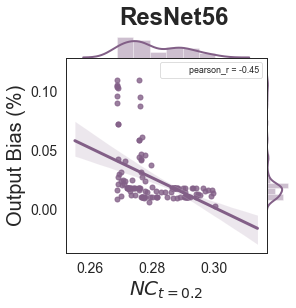 ResNet56
pearson_r = -0.45
0.10
0.05
0.00
Output Bias (%)
0.26 0.28 0.30
NC_{t=0.2}